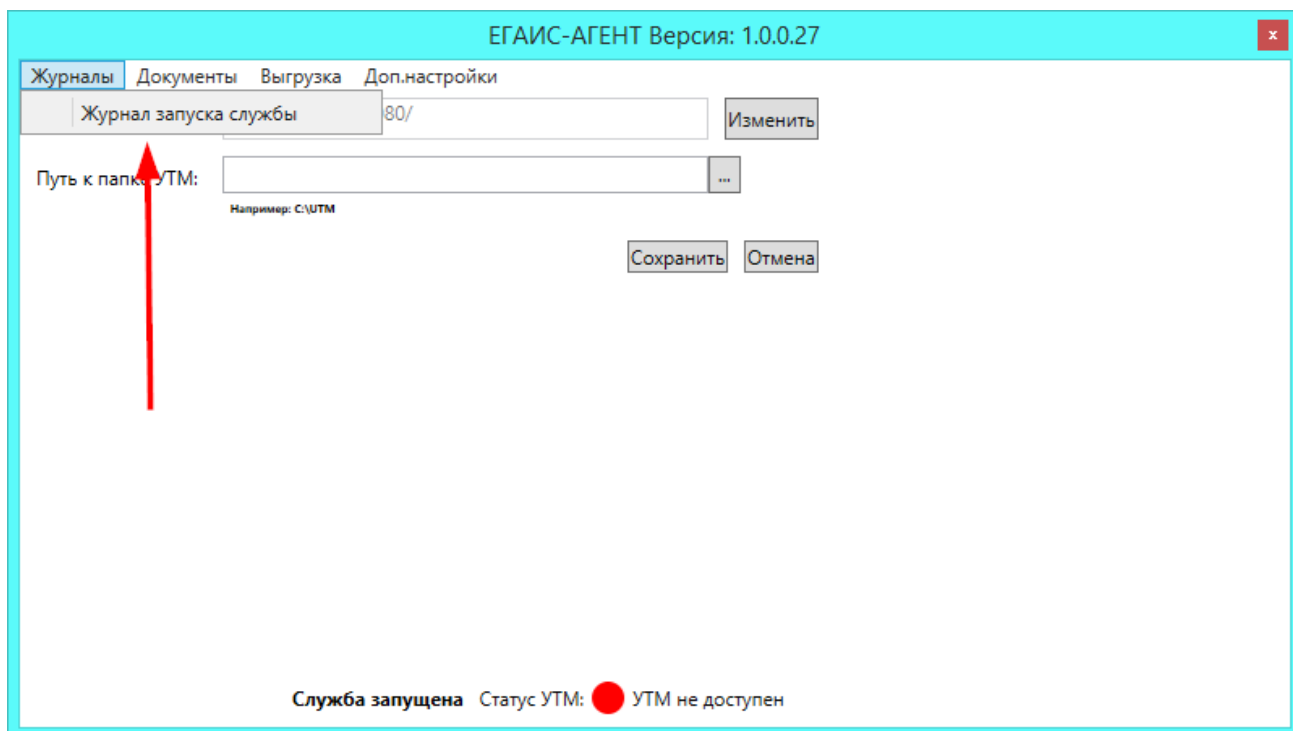 ЕГАИС-АГЕНТ Версия: 1.0.0.27
x
Журналы Документы Выгрузка Доп.настройки
Журнал запуска службы
80/ Изменить
Путь к папке УТМ: ...
Например: C:\UTM
Сохранить Отмена
Служба запущена Статус УТМ: УТМ не доступен